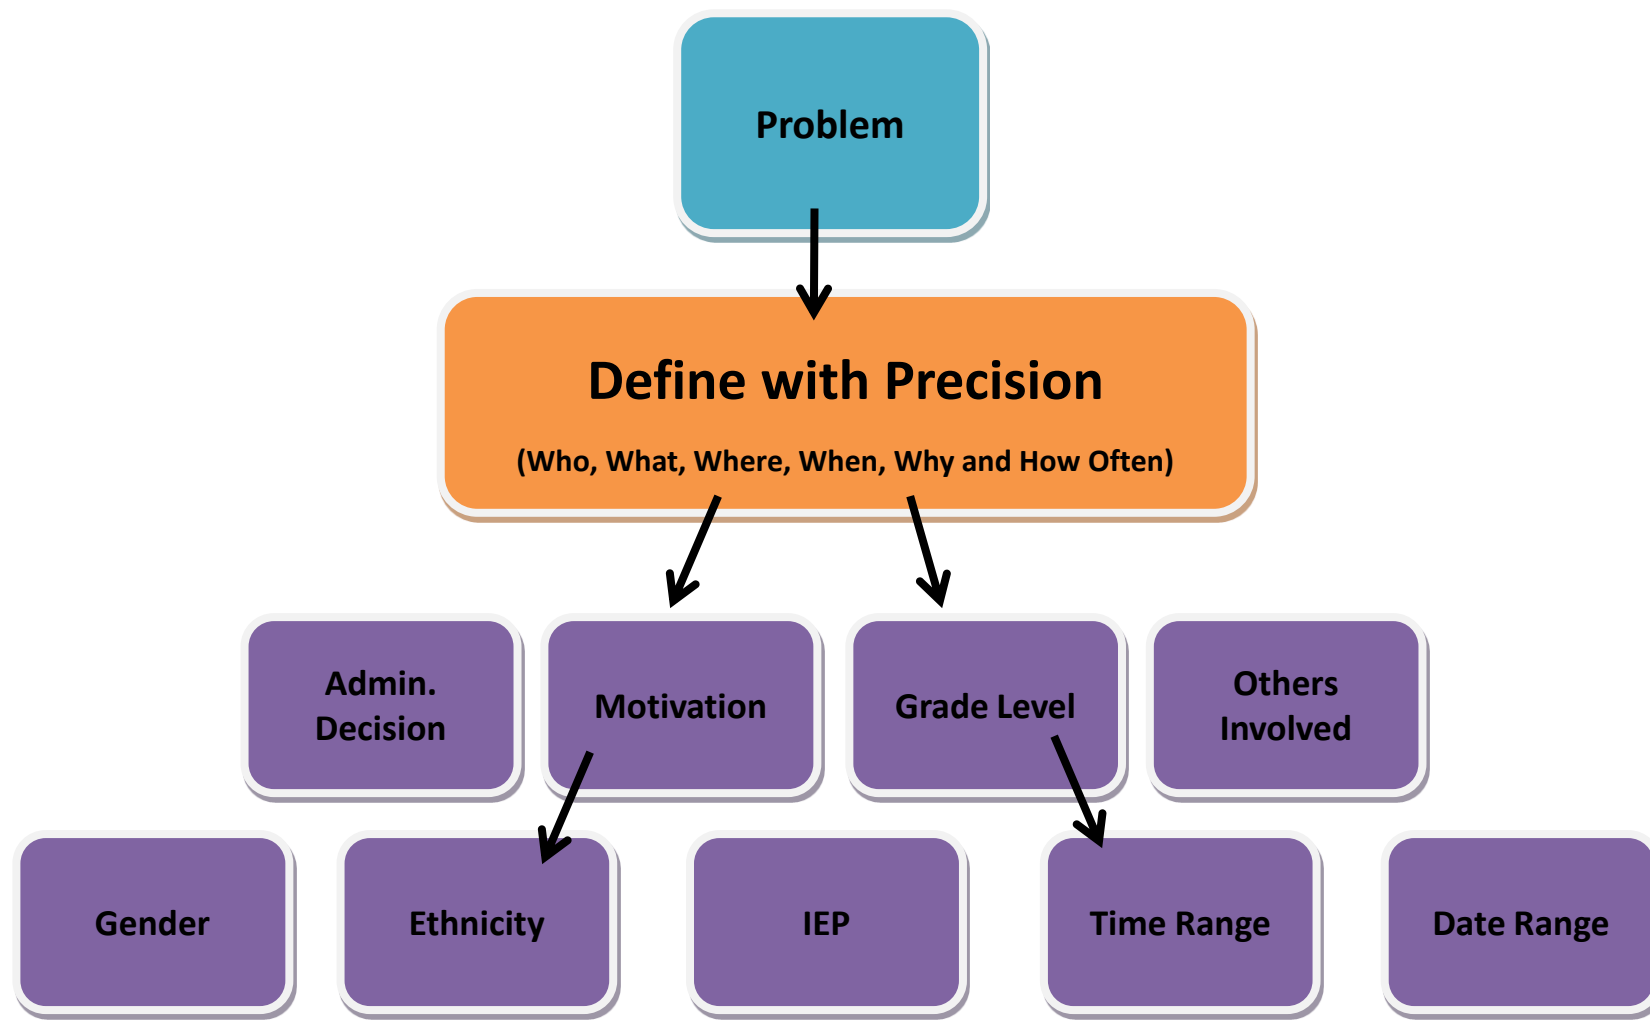 Problem
Define with Precision
(Who, What, Where, When, Why and How Often)
Admin.
Decision
Motivation
Grade Level
Others
Involved
Gender
Ethnicity
IEP
Time Range
Date Range